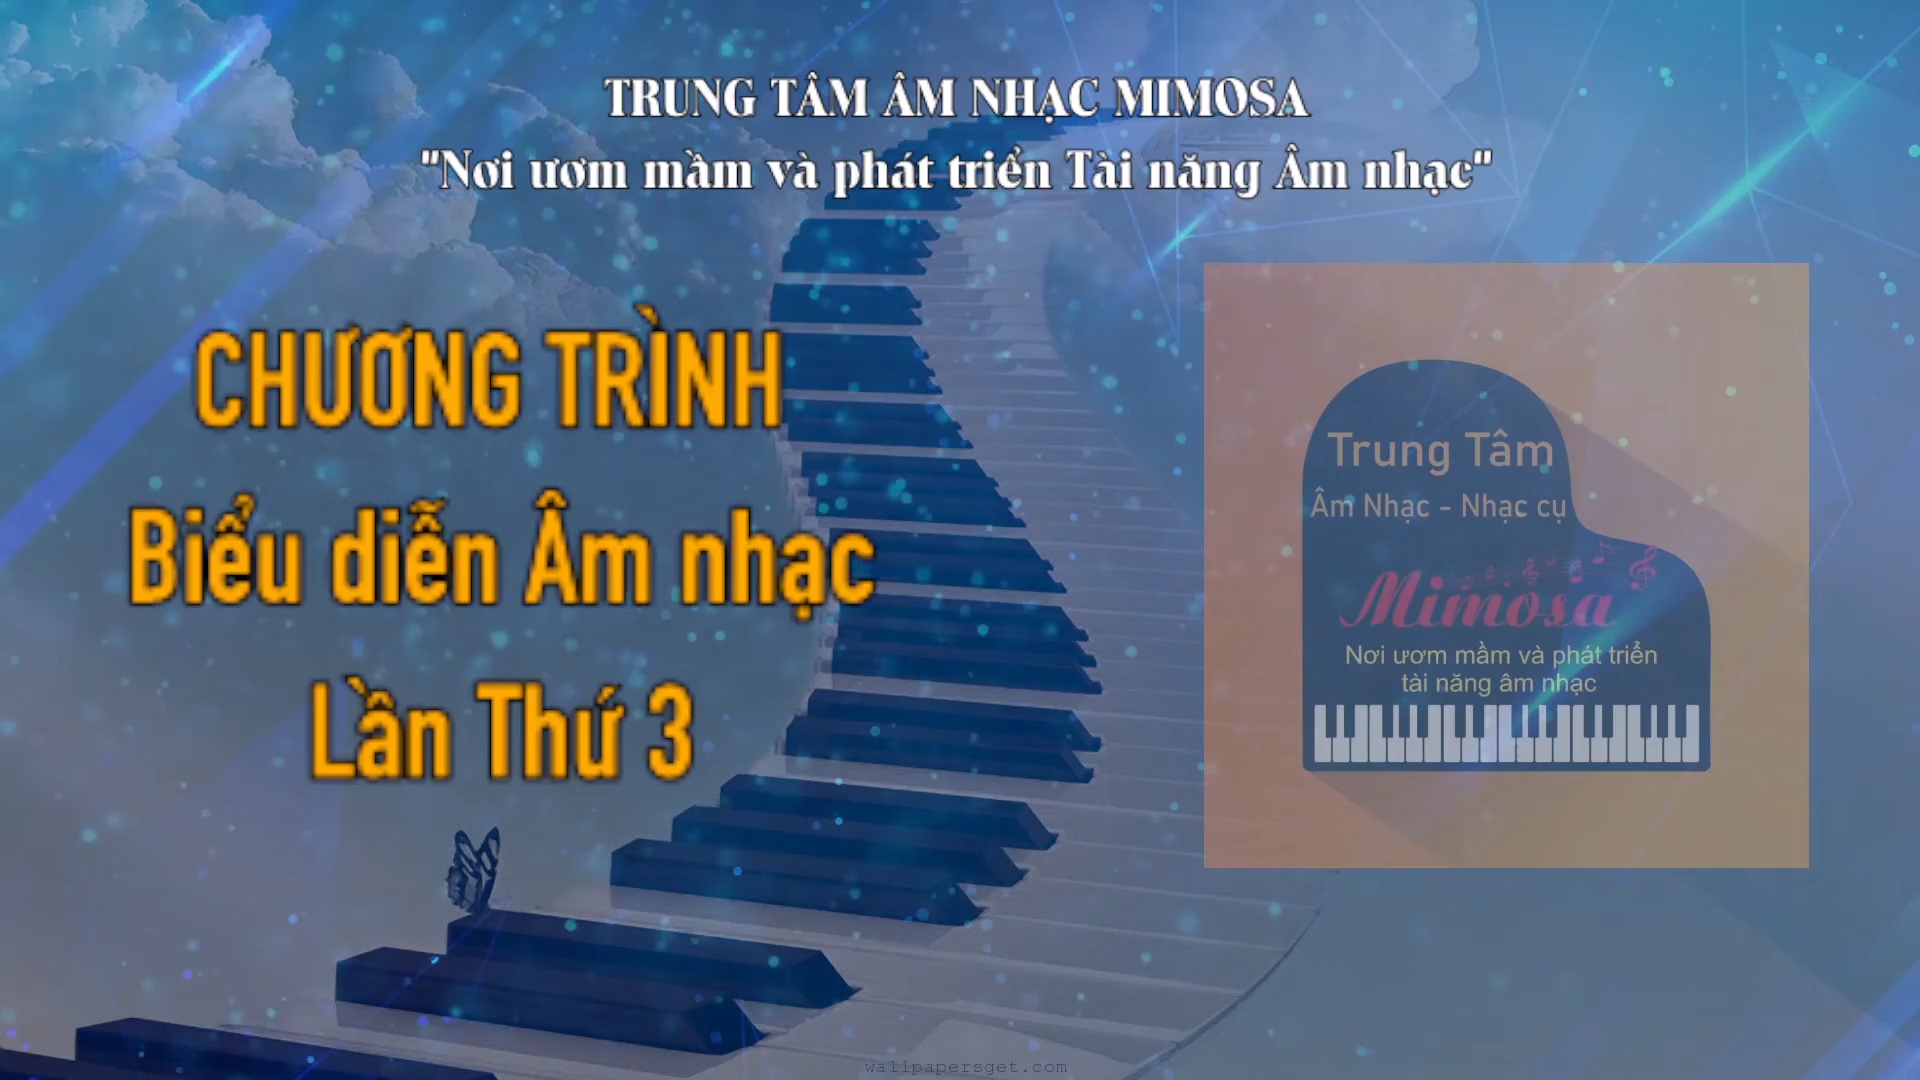 TRUNG TÂM ÂM NHẠC MIMOSA
"Nơi ươm mầm và phát triển Tài năng Âm nhạc"
CHƯƠNG TRÌNH
Biểu diễn Âm nhạc
Lần Thứ 3
Trung Tâm
Âm Nhạc - Nhạc cụ
Mimosa
Nơi ươm mầm và phát triển
tài năng âm nhạc
wallpapersget.com